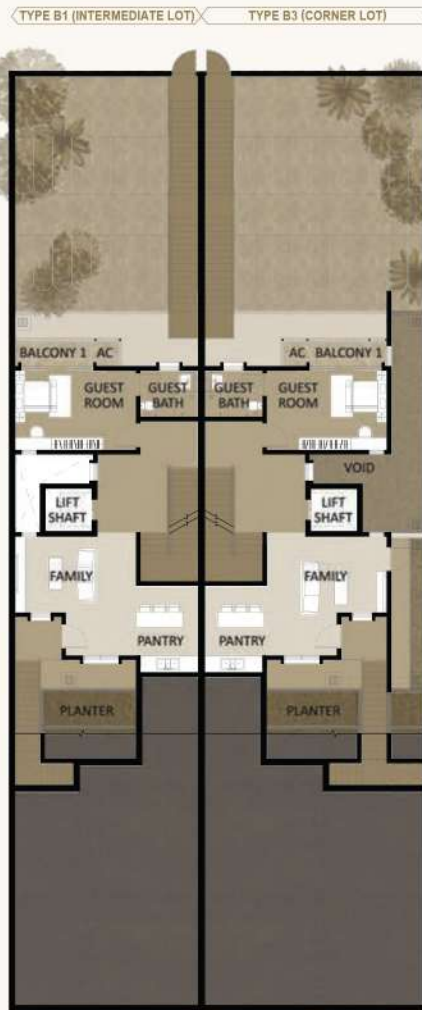 TYPE B1 (INTERMEDIATE LOT)
TYPE B3 (CORNER LOT)
BALCONY 1
AC
AC
BALCONY 1
GUEST
ROOM
GUEST
BATH
GUEST
BATH
GUEST
ROOM
VOID
LIFT
SHAFT
LIFT
SHAFT
FAMILY
FAMILY
PANTRY
PANTRY
PLANTER
PLANTER